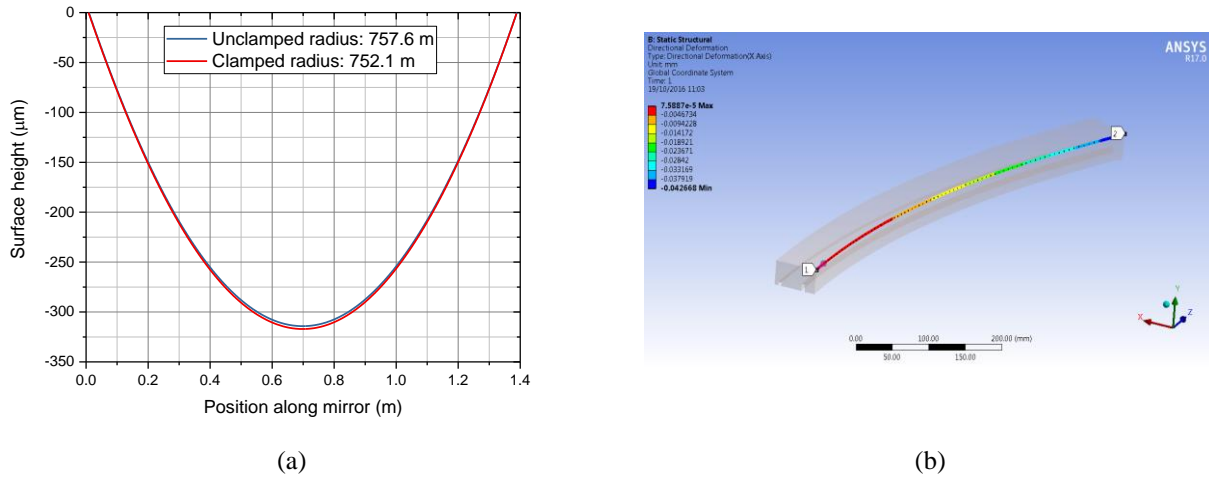 Unclamped radius: 757.6 m
Clamped radius: 752.1 m
0
-50
-100
-150
-200
-250
-300
-350
0.0 0.2 0.4 0.6 0.8 1.0 1.2 1.4
Surface height (μm)
Position along mirror (m)
(a)
B: Static Structural
Directional Deformation
Type: Directional Deformation(X Axis)
Unit: mm
Global Coordinate System
Time: 1
19/10/2016 11:03
7.5887e-5 Max
-0.0046734
-0.0094228
-0.014172
-0.018921
-0.023671
-0.02842
-0.033169
-0.037919
-0.042668 Min
ANSYS
R17.0
2
1
Y
X
Z
0.00 100.00 200.00 (mm)
50.00 150.00
(b)